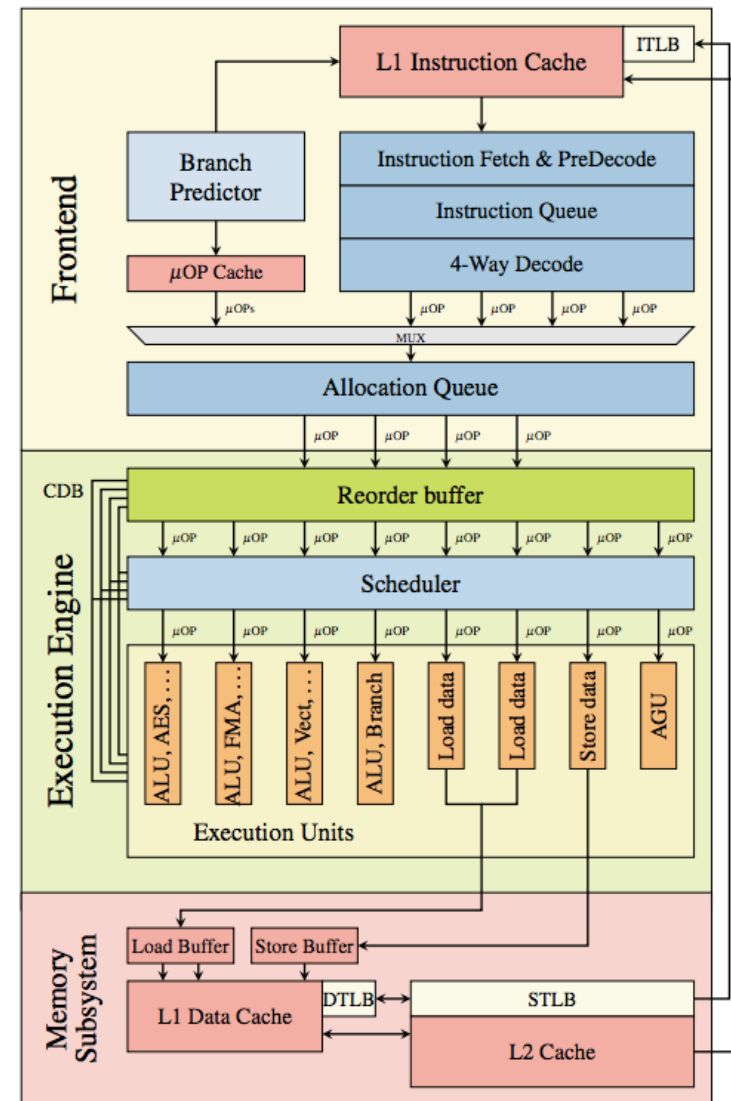 Frontend
L1 Instruction Cache
ITLB
Branch
Predictor
Instruction Fetch & PreDecode
Instruction Queue
4-Way Decode
μOP Cache
μOPs
μOP
μOP
μOP
μOP
MUX
Allocation Queue
μOP
μOP
μOP
μOP
Execution Engine
CDB
Reorder buffer
μOP
μOP
μOP
μOP
μOP
μOP
μOP
μOP
Scheduler
μOP
μOP
μOP
μOP
μOP
μOP
μOP
μOP
ALU, AES, . . .
ALU, FMA, . . .
ALU, Vect, . . .
ALU, Branch
Load data
Load data
Store data
AGU
Execution Units
Memory
Subsystem
Load Buffer
Store Buffer
L1 Data Cache
DTLB
STLB
L2 Cache